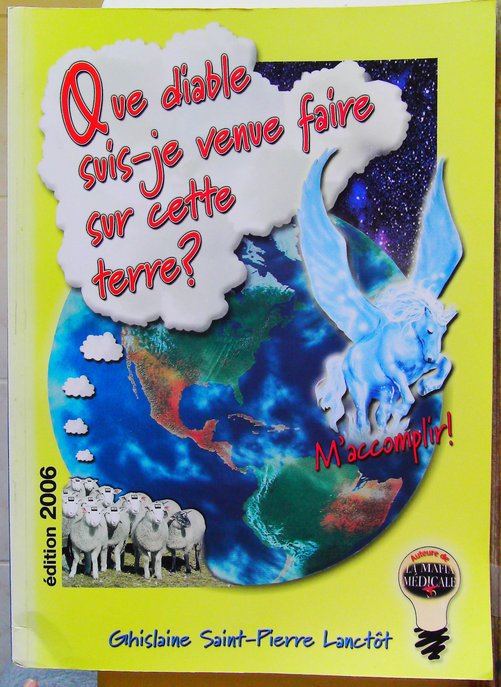 Que diable
suis-je venue faire
sur cette
terre?
M'accomplir!
édition 2006
Auteure de
LA MAFIA
MÉDICALE
Ghislaine Saint-Pierre Lanctôt